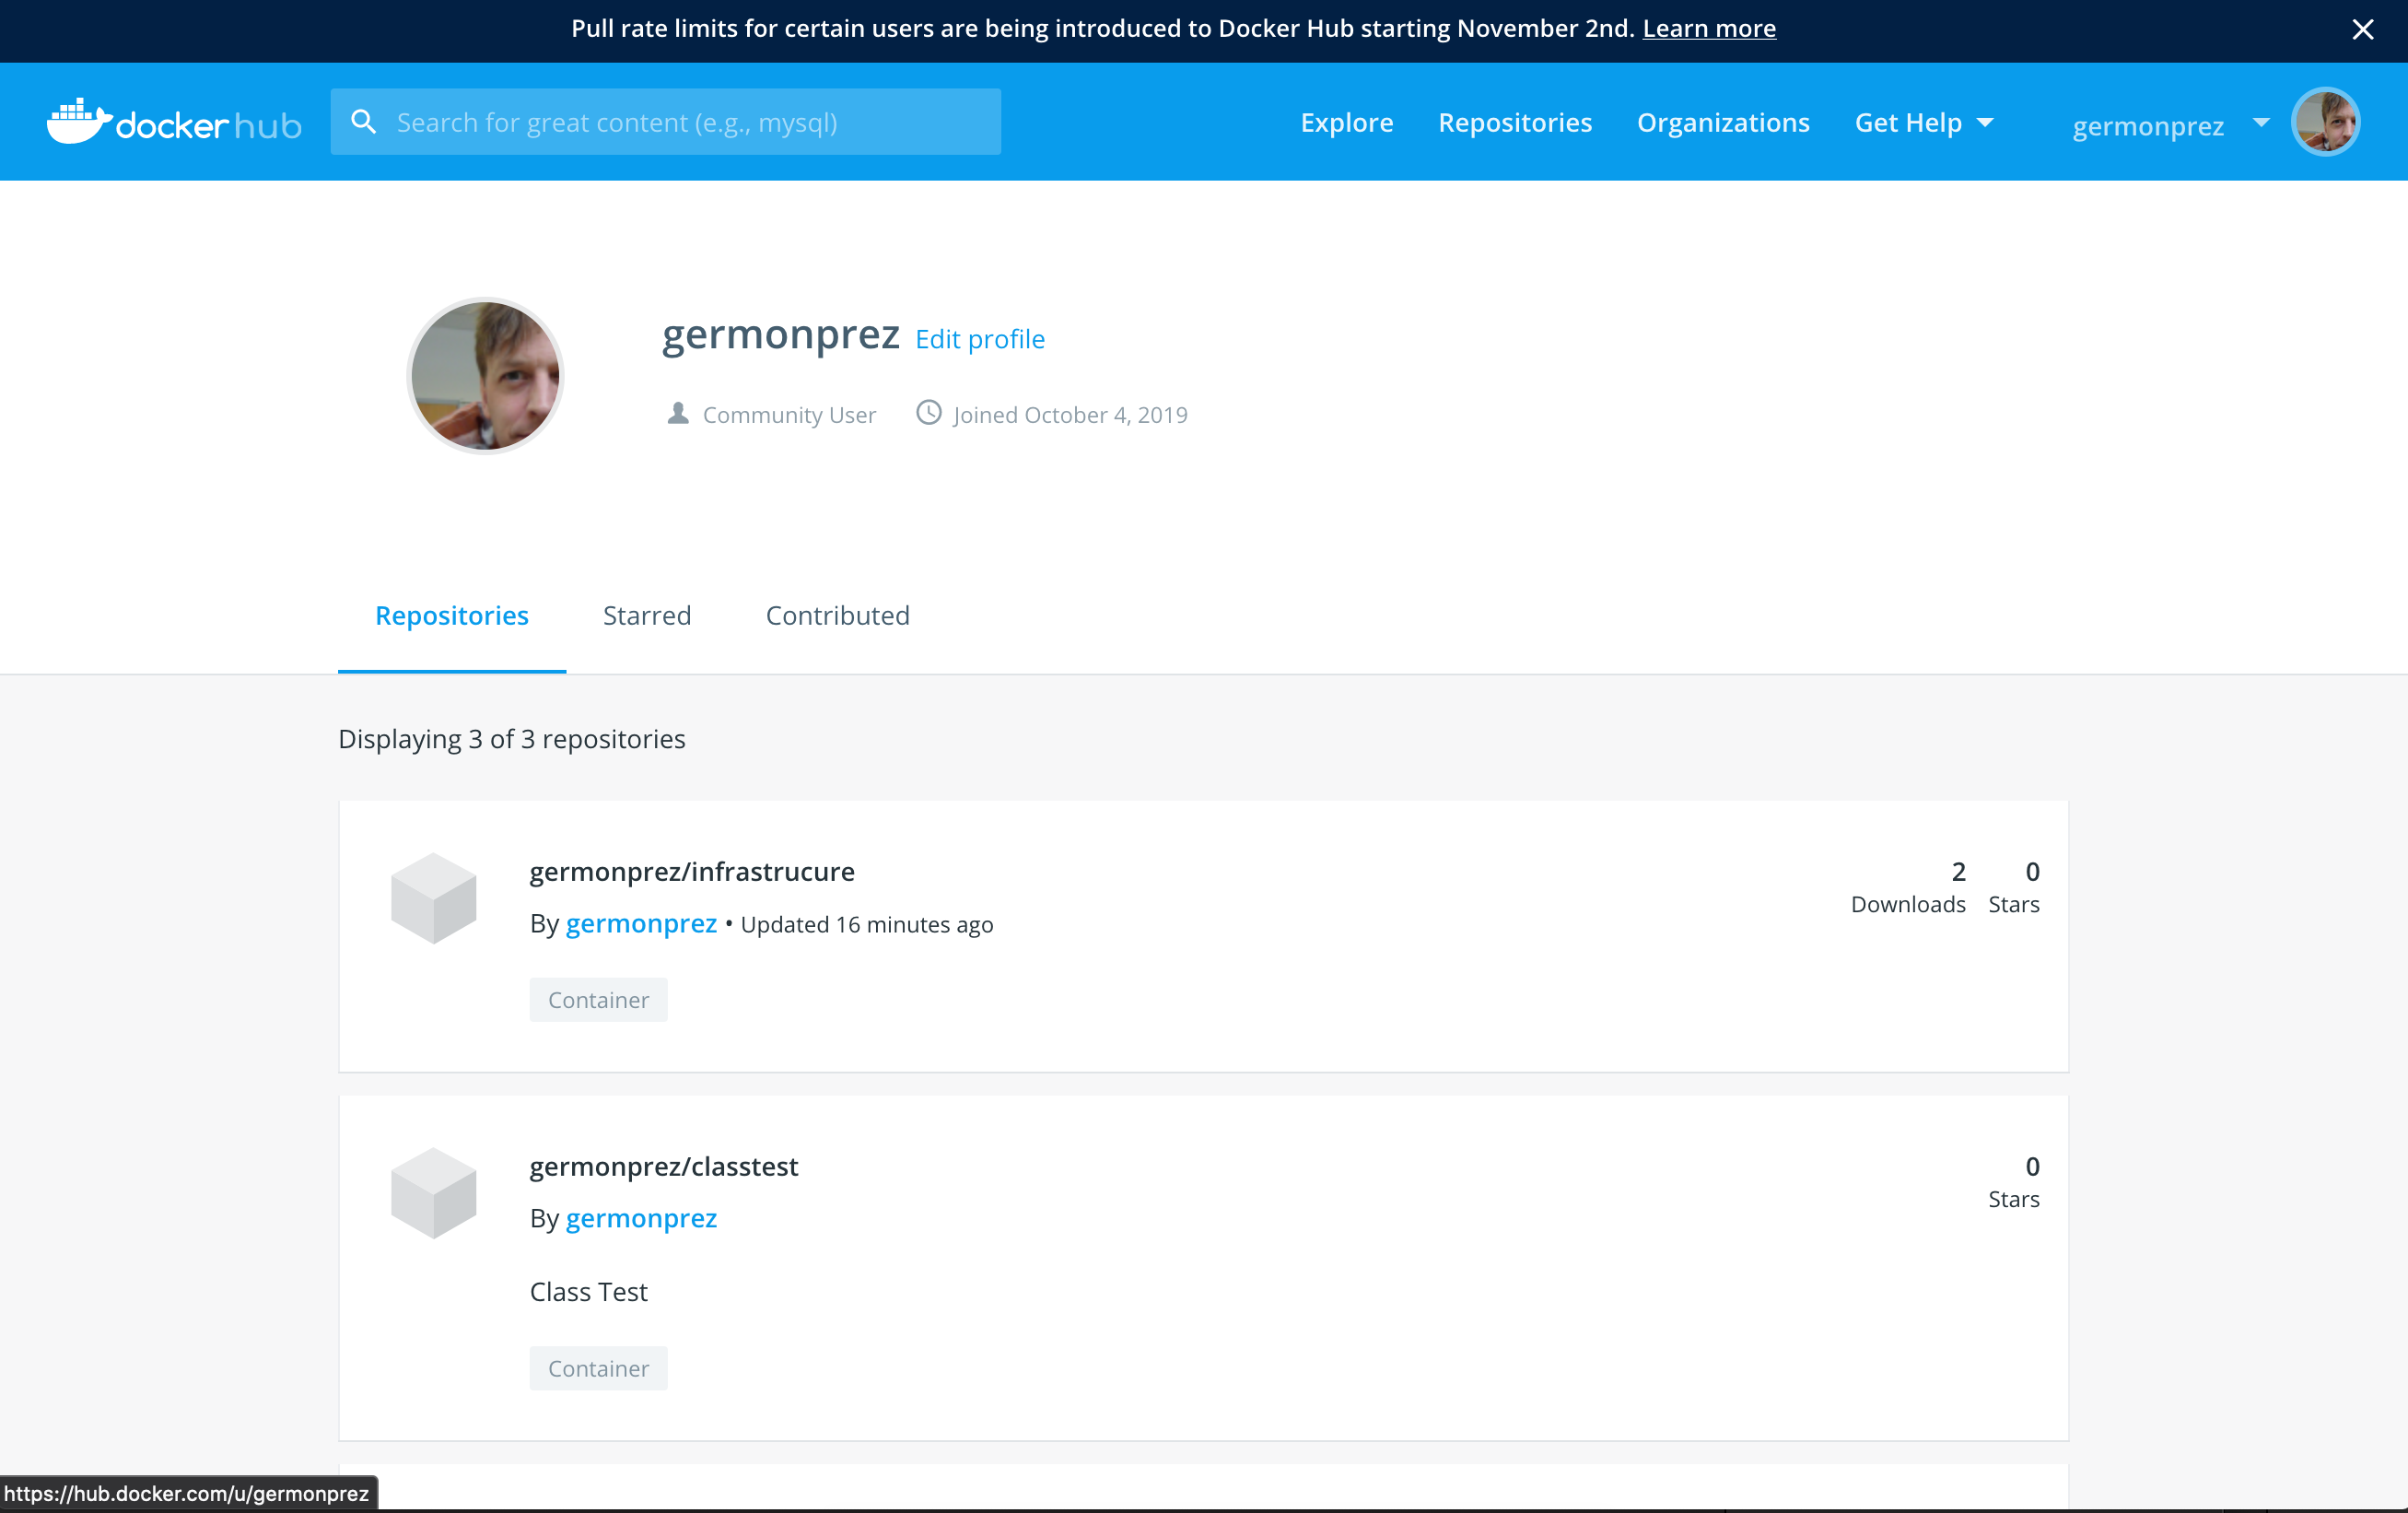 Pull rate limits for certain users are being introduced to Docker Hub starting November 2nd. Learn more
docker hub
Search for great content (e.g., mysql)
Explore Repositories Organizations Get Help germonprez
germonprez Edit profile
Community User Joined October 4, 2019
Repositories Starred Contributed
Displaying 3 of 3 repositories
germonprez/infrastrucure 2 0
Downloads Stars
By germonprez • Updated 16 minutes ago
Container
germonprez/classtest 0
Stars
By germonprez
Class Test
Container
https://hub.docker.com/u/germonprez